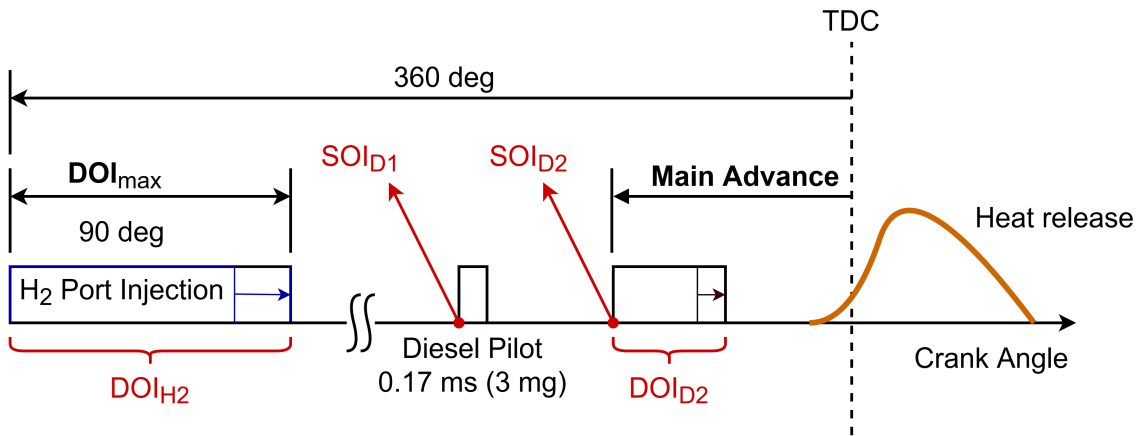 TDC
360 deg
DOImax
90 deg
SOID1
SOID2
Main Advance
Heat release
H2 Port Injection
Diesel Pilot
0.17 ms (3 mg)
Crank Angle
DOIH2
DOID2